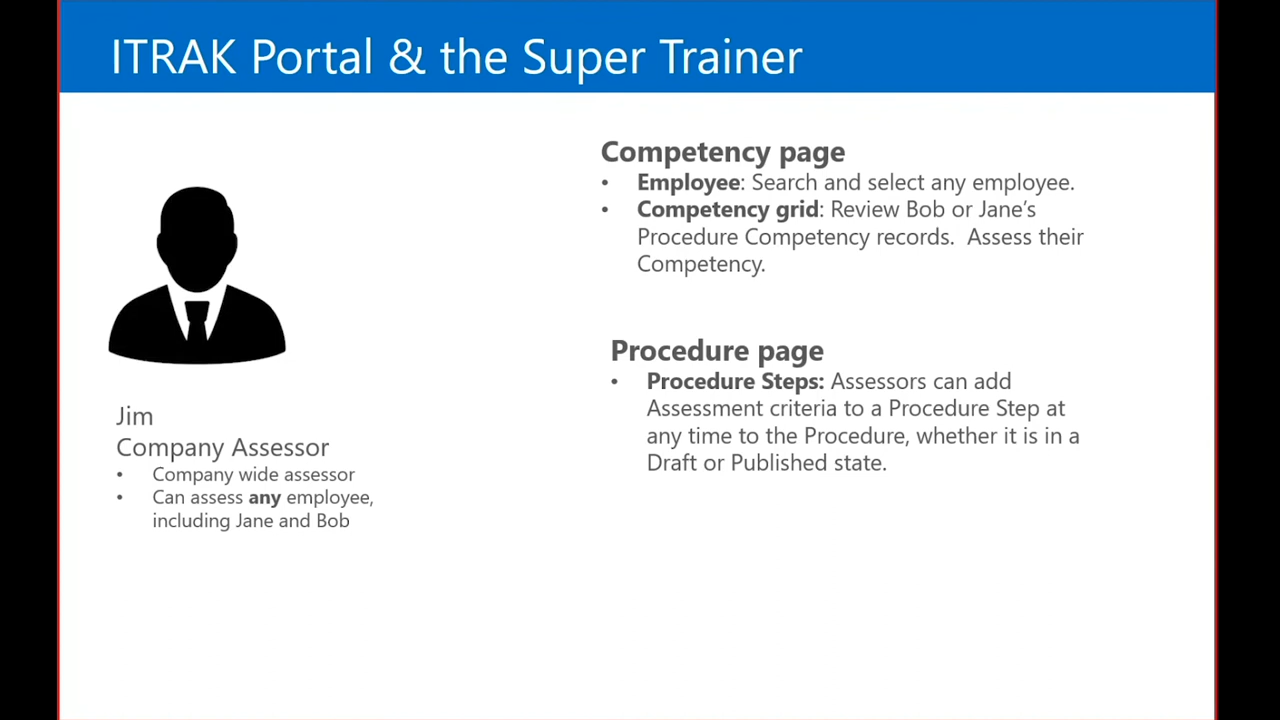 ITRAK Portal & the Super Trainer
Jim
Company Assessor
• Company wide assessor
• Can assess any employee,
including Jane and Bob
Competency page
• Employee: Search and select any employee.
• Competency grid: Review Bob or Jane’s
Procedure Competency records.  Assess their
Competency.
Procedure page
• Procedure Steps: Assessors can add
Assessment criteria to a Procedure Step at
any time to the Procedure, whether it is in a
Draft or Published state.